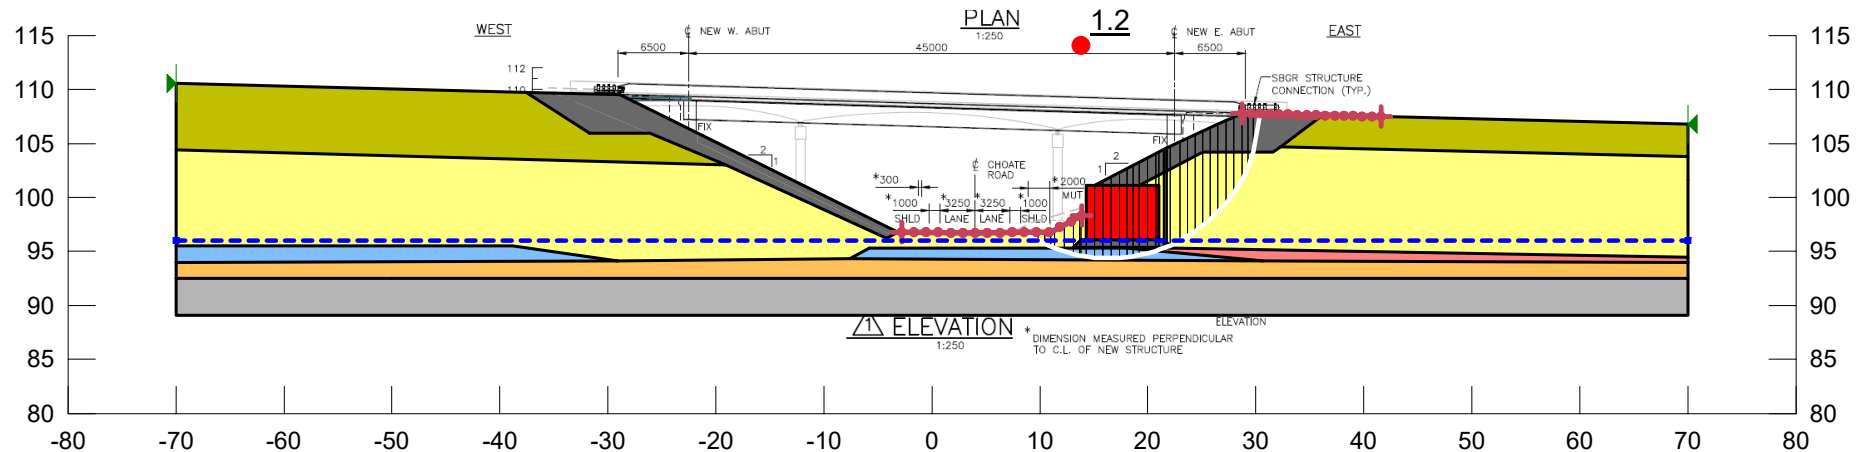 PLAN
1:250
1.2
WEST
℄ NEW W. ABUT
℄ NEW E. ABUT
EAST
6500
45000
6500
112
110
SBGR STRUCTURE
CONNECTION (TYP.)
FIX
FIX
2
1
2
1
℄ CHOATE
ROAD
*300
*2000
MUT
*1000
*3250
*3250
*1000
SHLD
LANE
LANE
SHLD
115
110
105
100
95
90
85
80
115
110
105
100
95
90
85
80
1 ELEVATION
1:250
ELEVATION
* DIMENSION MEASURED PERPENDICULAR
TO C.L. OF NEW STRUCTURE
-80 -70 -60 -50 -40 -30 -20 -10 0 10 20 30 40 50 60 70 80